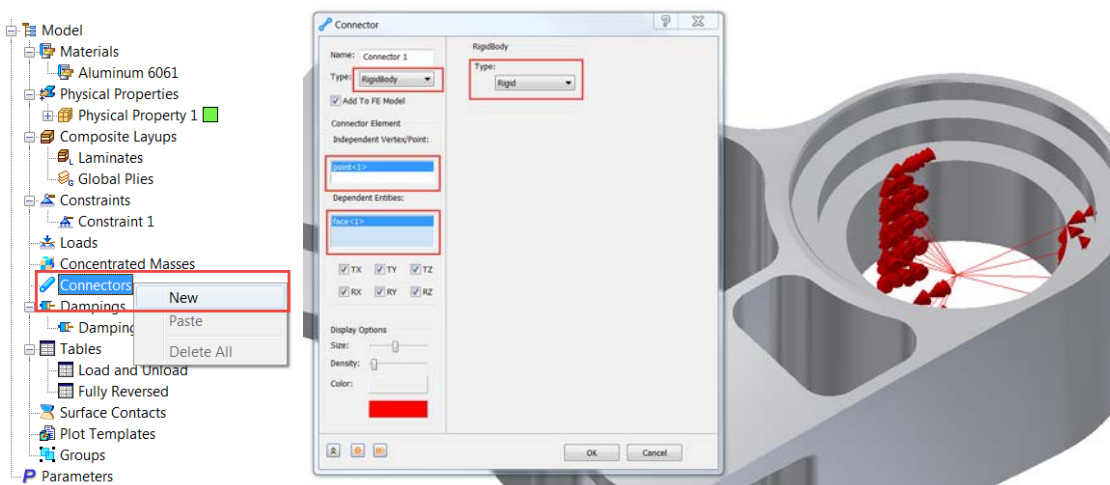 Model
Materials
Aluminum 6061
Physical Properties
Physical Property 1
Composite Layups
Laminates
Global Plies
Constraints
Constraint 1
Loads
Concentrated Masses
Connectors
Dampings
Damping
Tables
Load and Unload
Fully Reversed
Surface Contacts
Plot Templates
Groups
Parameters
New
Paste
Delete All
Connector
Name: Connector 1
Type: RigidBody
Add To FE Model
Connector Element
Independent Vertex/Point:
point<1>
Dependent Entities:
face<1>
TX TY TZ
RX RY RZ
Display Options
Size:
Density:
Color:
RigidBody
Type:
Rigid
OK Cancel